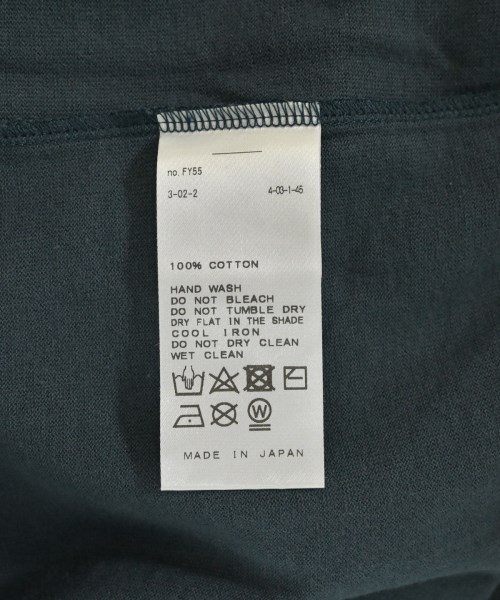 no. FY55
3-02-2 4-03-1-45
100% COTTON
HAND WASH
DO NOT BLEACH
DO NOT TUMBLE DRY
DRY FLAT IN THE SHADE
COOL IRON
DO NOT DRY CLEAN
WET CLEAN
W
MADE IN JAPAN